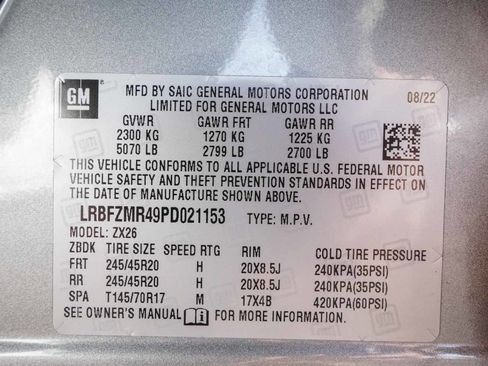 GM
MFD BY SAIC GENERAL MOTORS CORPORATION
LIMITED FOR GENERAL MOTORS LLC
08/22
GVWR GAWR FRT GAWR RR
2300 KG 1270 KG 1225 KG
5070 LB 2799 LB 2700 LB
THIS VEHICLE CONFORMS TO ALL APPLICABLE U.S. FEDERAL MOTOR
VEHICLE SAFETY AND THEFT PREVENTION STANDARDS IN EFFECT ON
THE DATE OF MANUFACTURE SHOWN ABOVE.
LRBFZMR49PD021153 TYPE: M.P.V.
MODEL: ZX26
ZBDK TIRE SIZE SPEED RTG RIM COLD TIRE PRESSURE
FRT 245/45R20 H 20X8.5J 240KPA(35PSI)
RR 245/45R20 H 20X8.5J 240KPA(35PSI)
SPA T145/70R17 M 17X4B 420KPA(60PSI)
SEE OWNER'S MANUAL FOR MORE INFORMATION.